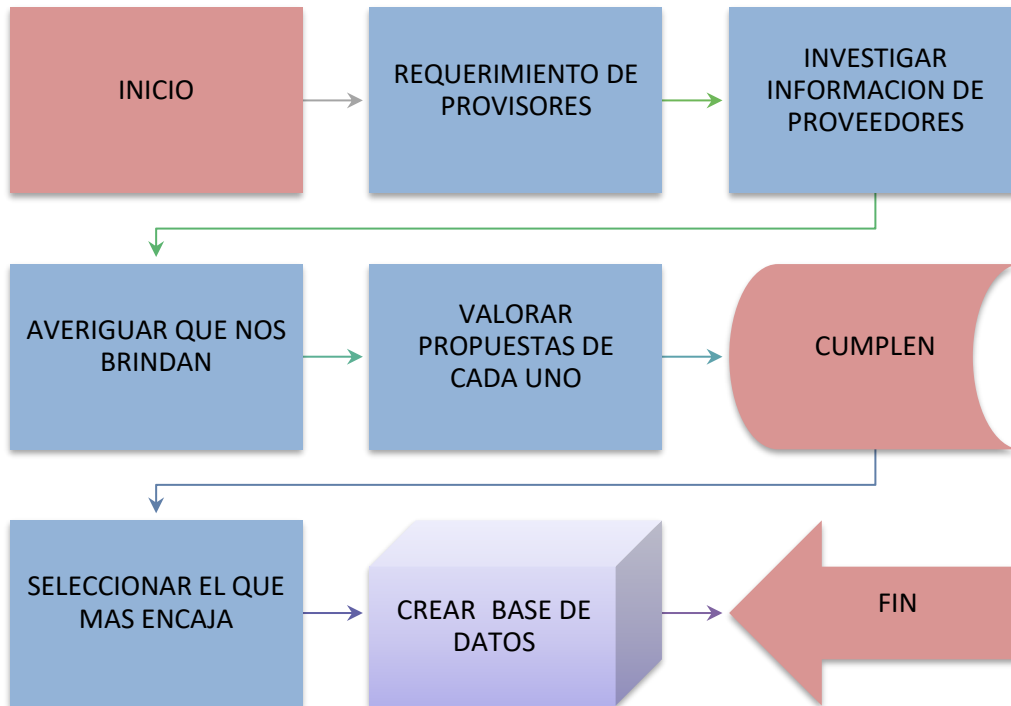 INICIO
REQUERIMIENTO DE
PROVISORES
INVESTIGAR
INFORMACION DE
PROVEEDORES
AVERIGUAR QUE NOS
BRINDAN
VALORAR
PROPUESTAS DE
CADA UNO
CUMPLEN
SELECCIONAR EL QUE
MAS ENCAJA
CREAR  BASE DE
DATOS
FIN